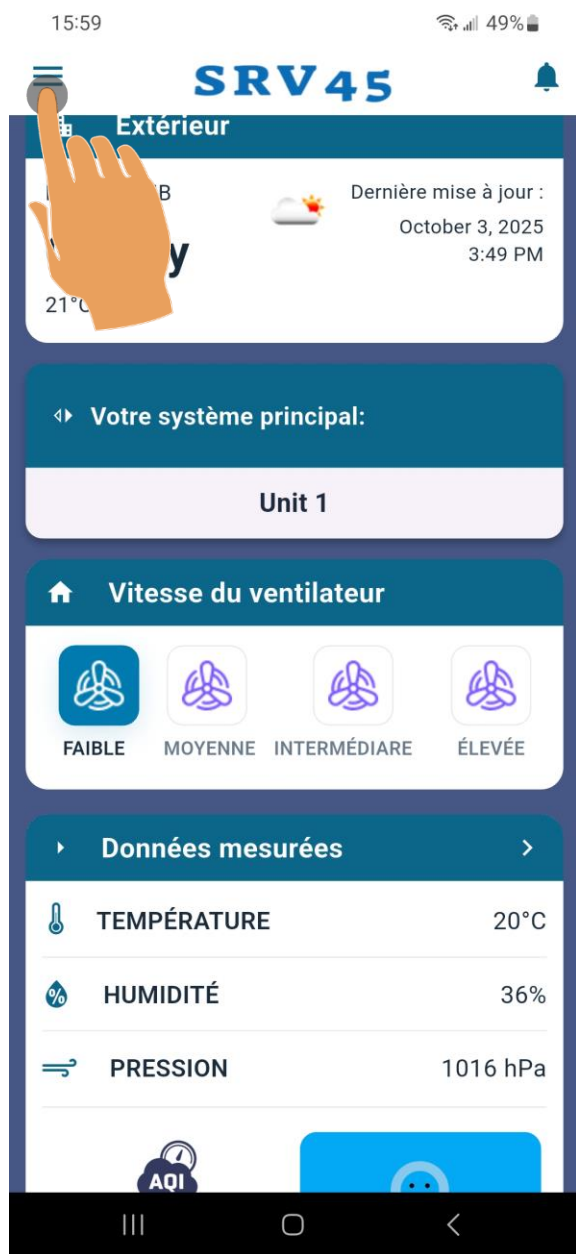 15:59
49%
SRV45
Extérieur
Dernière mise à jour :
October 3, 2025
3:49 PM
Votre système principal:
Unit 1
Vitesse du ventilateur
FAIBLE MOYENNE INTERMÉDIARE ÉLEVÉE
Données mesurées
TEMPÉRATURE 20°C
% HUMIDITÉ 36%
PRESSION 1016 hPa
AQI